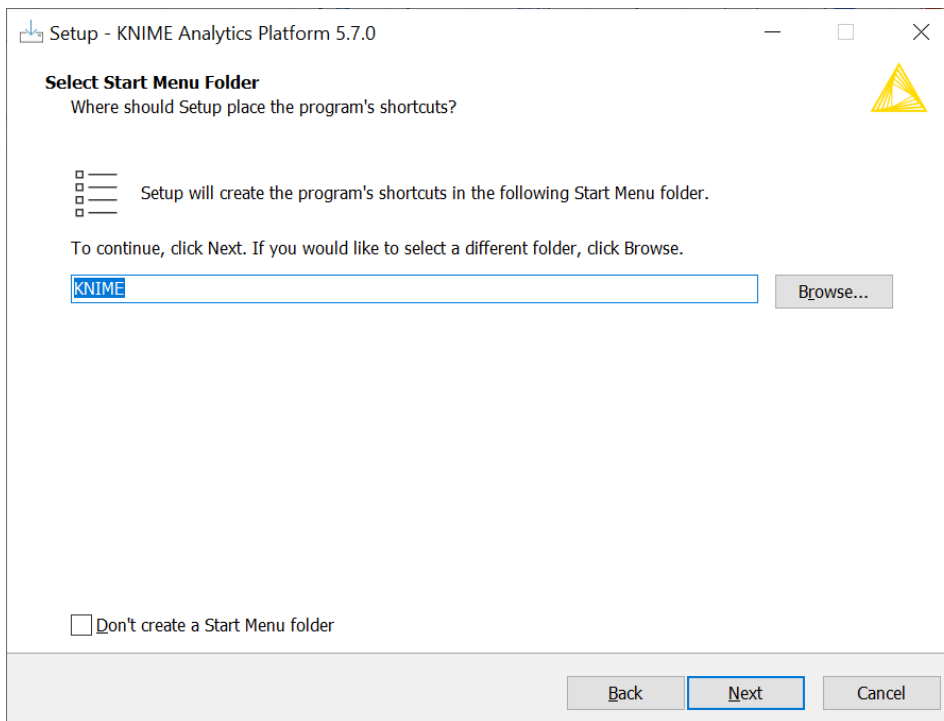 Setup - KNIME Analytics Platform 5.7.0
Select Start Menu Folder
Where should Setup place the program's shortcuts?
Setup will create the program's shortcuts in the following Start Menu folder.
To continue, click Next. If you would like to select a different folder, click Browse.
KNIME
Browse...
Don't create a Start Menu folder
Back
Next
Cancel